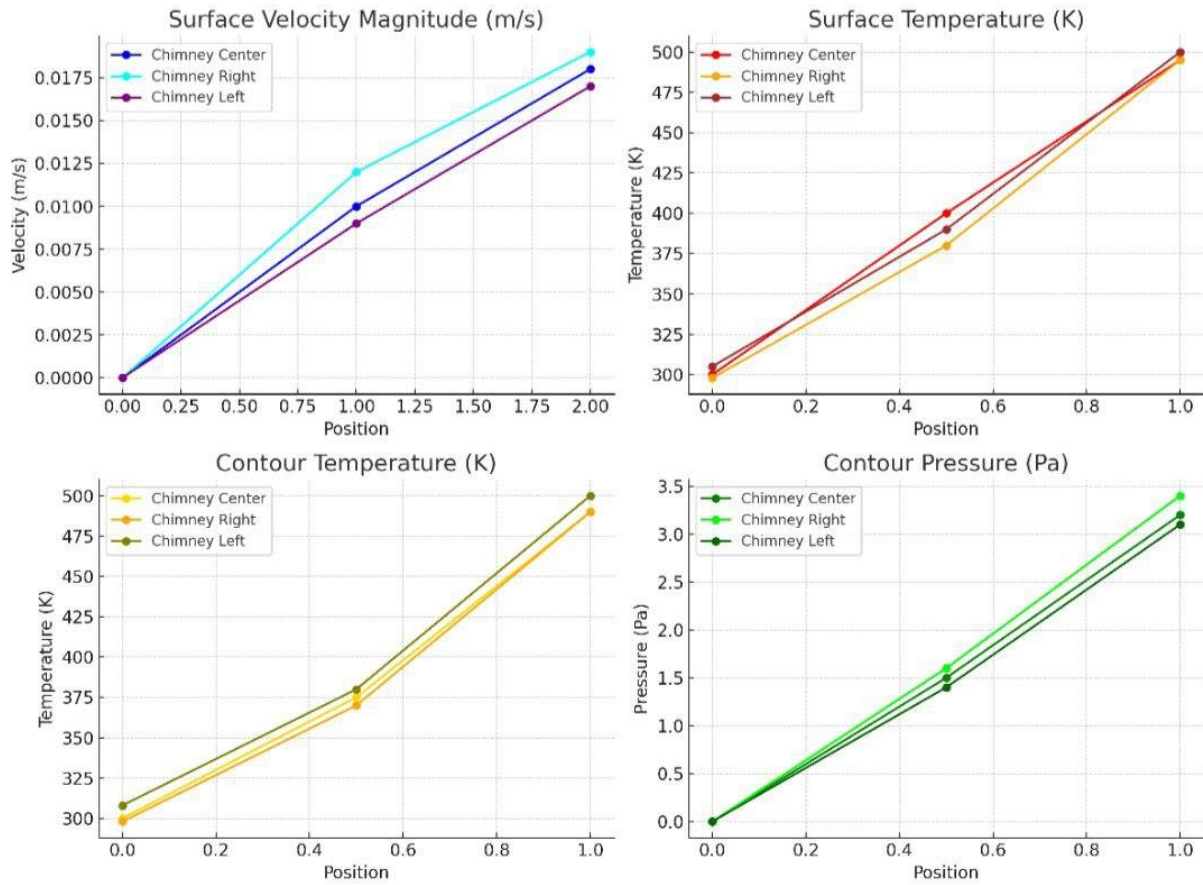 Surface Velocity Magnitude (m/s)
Chimney Center
Chimney Right
Chimney Left
Velocity (m/s)
0.0175
0.0150
0.0125
0.0100
0.0075
0.0050
0.0025
0.0000
0.00 0.25 0.50 0.75 1.00 1.25 1.50 1.75 2.00
Position
Surface Temperature (K)
Chimney Center
Chimney Right
Chimney Left
Temperature (K)
500
475
450
425
400
375
350
325
300
0.0 0.2 0.4 0.6 0.8 1.0
Position
Contour Temperature (K)
Chimney Center
Chimney Right
Chimney Left
Temperature (K)
500
475
450
425
400
375
350
325
300
0.0 0.2 0.4 0.6 0.8 1.0
Position
Contour Pressure (Pa)
Chimney Center
Chimney Right
Chimney Left
Pressure (Pa)
3.5
3.0
2.5
2.0
1.5
1.0
0.5
0.0
0.0 0.2 0.4 0.6 0.8 1.0
Position